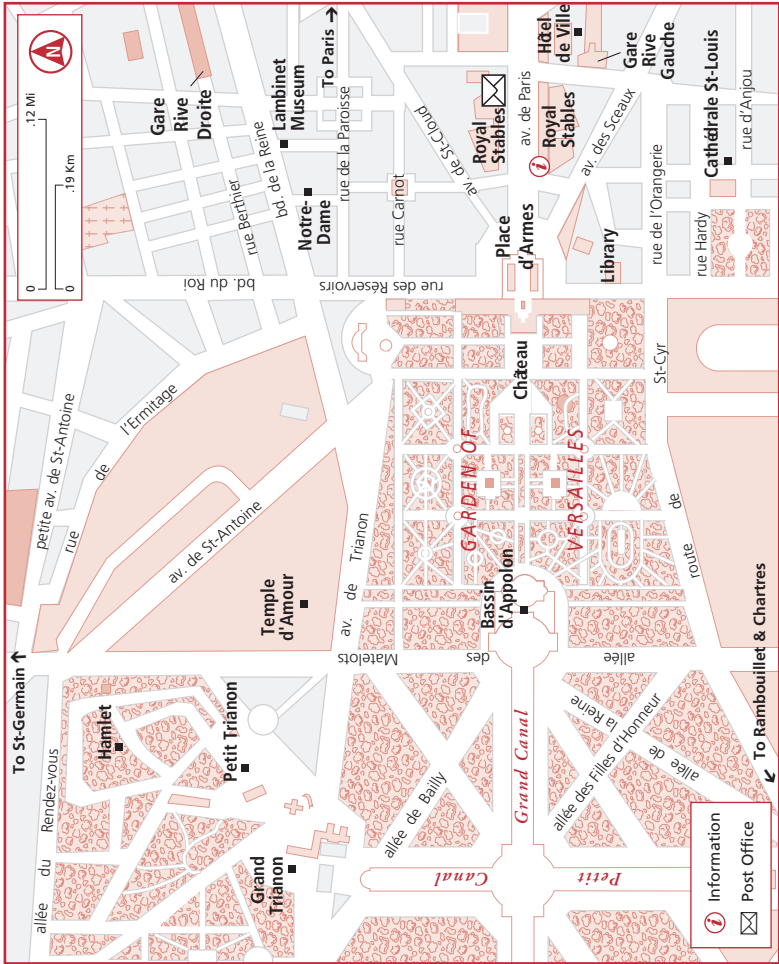 N
.12 Mi
.19 Km
0
0
To St-Germain ↑
To Paris →
Gare
Rive
Droite
Lambinet
Museum
rue de la Paroisse
bd. de la Reine
rue Berthier
Notre-
Dame
rue Carnot
bd. du Roi
rue des Réservoirs
av. de St-Cloud
Royal
Stables
av. de Paris
Hôtel
de Ville
Gare
Rive
Gauche
Royal
Stables
i
av. des Sceaux
Cathédrale St-Louis
rue d'Anjou
rue de l'Orangerie
rue Hardy
Library
Place
d'Armes
Château
petite av. de St-Antoine
rue de l'Ermitage
av. de St-Antoine
Temple
d'Amour
av. de Trianon
GARDEN OF
VERSAILLES
Bassin
d'Appolon
route de St-Cyr
allée des Matelots
Hamlet
Petit Trianon
allée du Rendez-vous
Grand
Trianon
allée de Bailly
Grand Canal
allée des Filles d'Honneur
allée de la Reine
Petit Canal
To Rambouillet & Chartres
i Information
Post Office